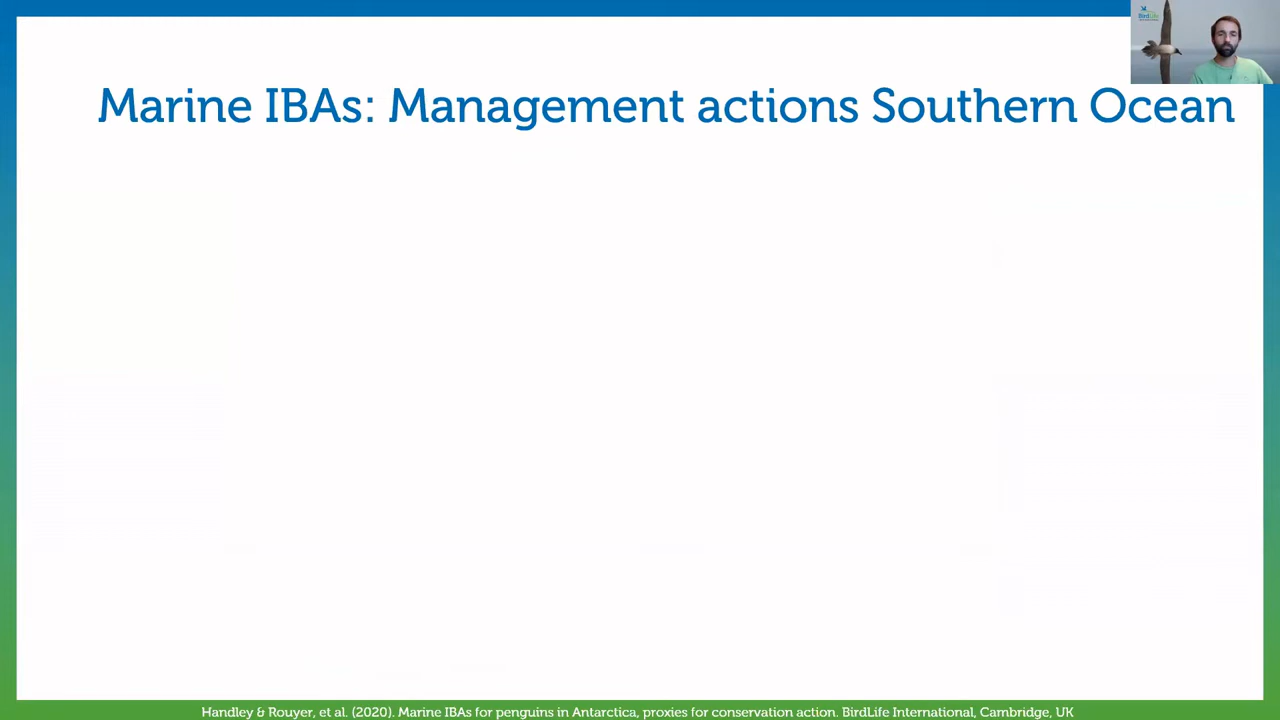 BirdLife
Marine IBAs: Management actions Southern Ocean
Handley & Rouyer, et al. (2020). Marine IBAs for penguins in Antarctica, proxies for conservation action. BirdLife International, Cambridge, UK